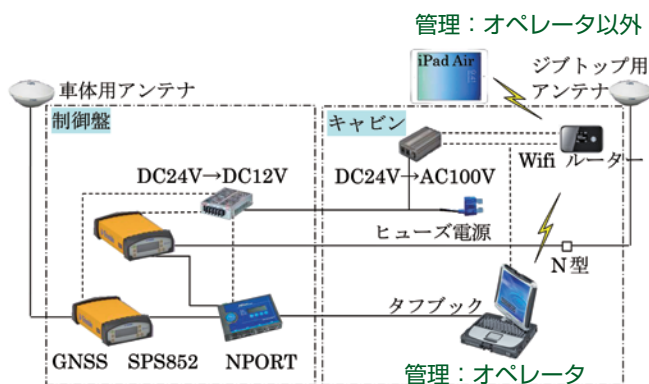 管理：オペレータ以外
iPad Air
ジブトップ用
アンテナ
車体用アンテナ
制御盤
キャビン
Wifi ルーター
DC24V→DC12V
DC24V→AC100V
ヒューズ電源
N型
タフブック
GNSS SPS852 NPORT
管理：オペレータ